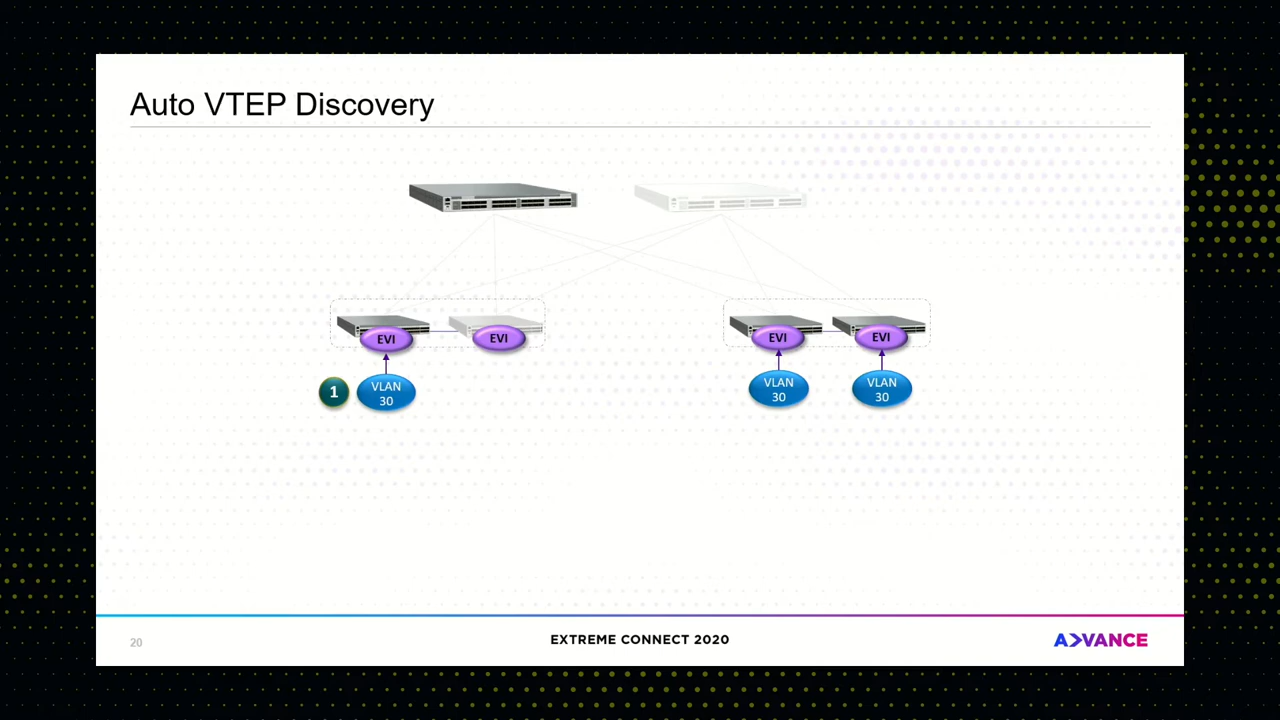 Auto VTEP Discovery
EVI
EVI
EVI
EVI
1
VLAN
30
VLAN
30
VLAN
30
20
EXTREME CONNECT 2020
ADVANCE